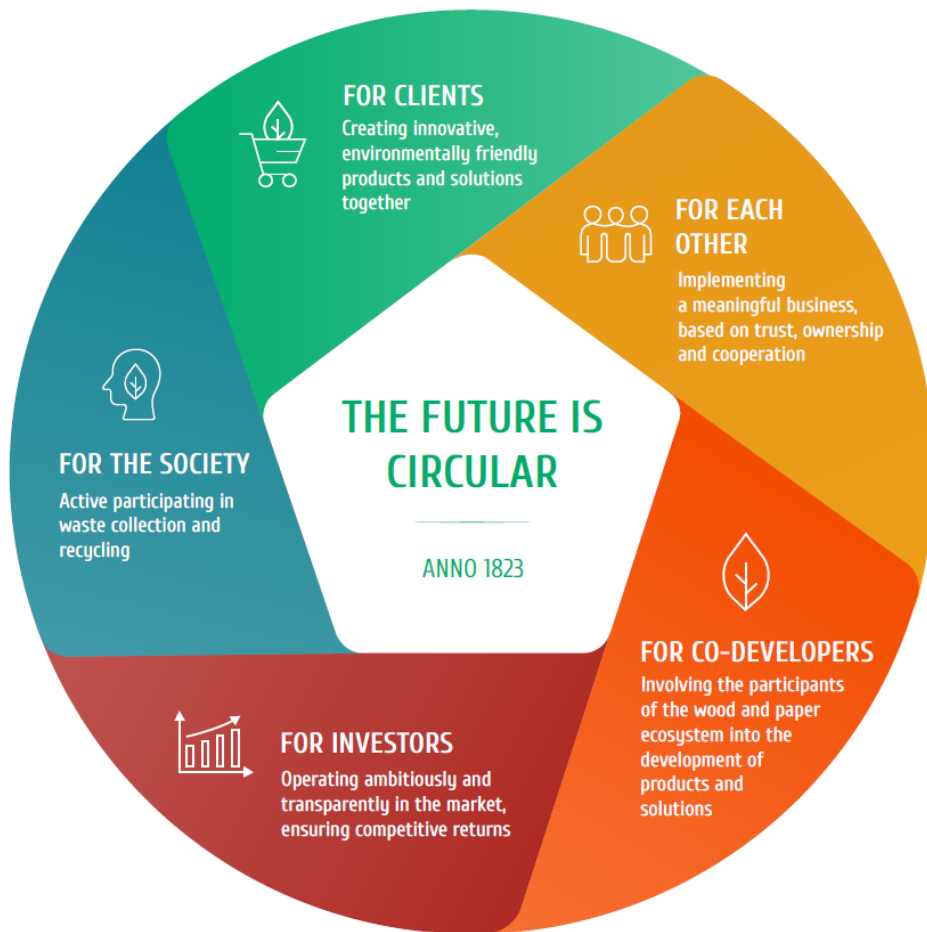 FOR CLIENTS
Creating innovative,
environmentally friendly
products and solutions
together
FOR EACH
OTHER
Implementing
a meaningful business,
based on trust, ownership
and cooperation
FOR CO-DEVELOPERS
Involving the participants
of the wood and paper
ecosystem into the
development of
products and
solutions
FOR INVESTORS
Operating ambitiously and
transparently in the market,
ensuring competitive returns
FOR THE SOCIETY
Active participating in
waste collection and
recycling
THE FUTURE IS
CIRCULAR
ANNO 1823